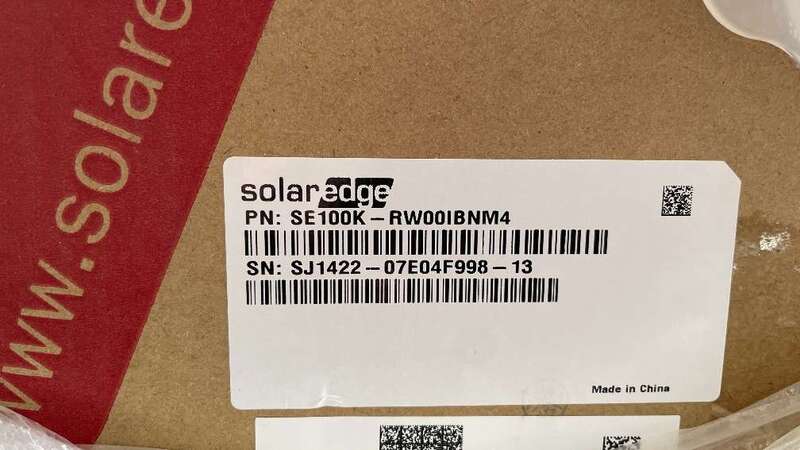 www.solare
solaredge
PN: SE100K-RW00IBNM4
SN: SJ1422-07E04F998-13
Made in China